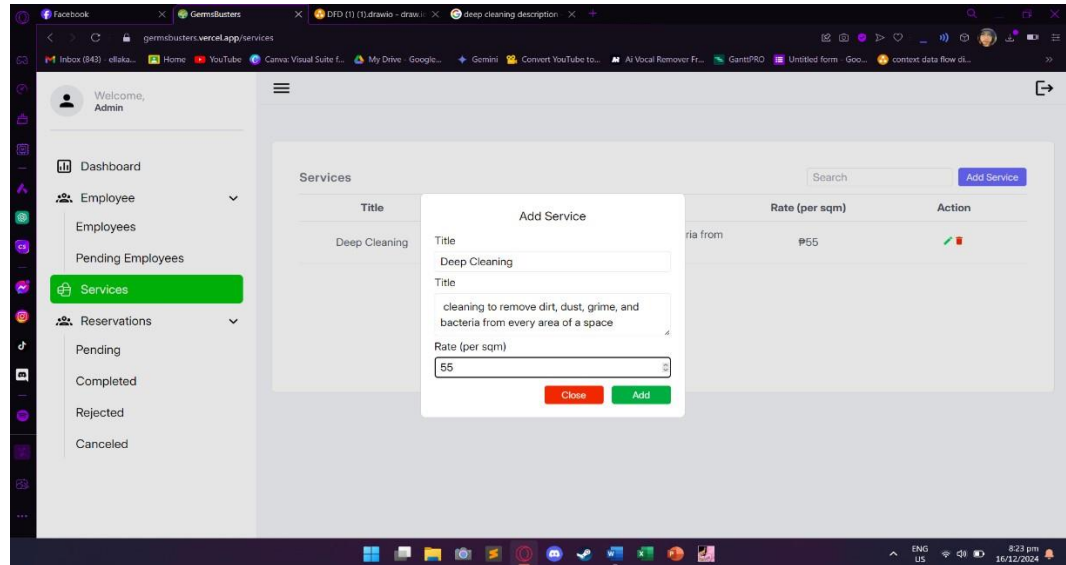 Facebook
GermsBusters
DFD (1) (1).drawio - draw.i
deep cleaning description
germsbusters.vercel.app/services
Inbox (843) - ellaka...
Home
YouTube
Canva: Visual Suite f...
My Drive - Google...
Gemini
Convert YouTube to...
Ai Vocal Remover Fr...
GanttPRO
Untitled form - Goo...
context data flow di...
Welcome,
Admin
Dashboard
Employee
Employees
Pending Employees
Services
Reservations
Pending
Completed
Rejected
Canceled
Services
Search
Add Service
Title
Rate (per sqm)
Action
Deep Cleaning
ria from
₱55
Add Service
Title
Deep Cleaning
Title
cleaning to remove dirt, dust, grime, and
bacteria from every area of a space
Rate (per sqm)
55
Close
Add
ENG
US
8:23 pm
16/12/2024